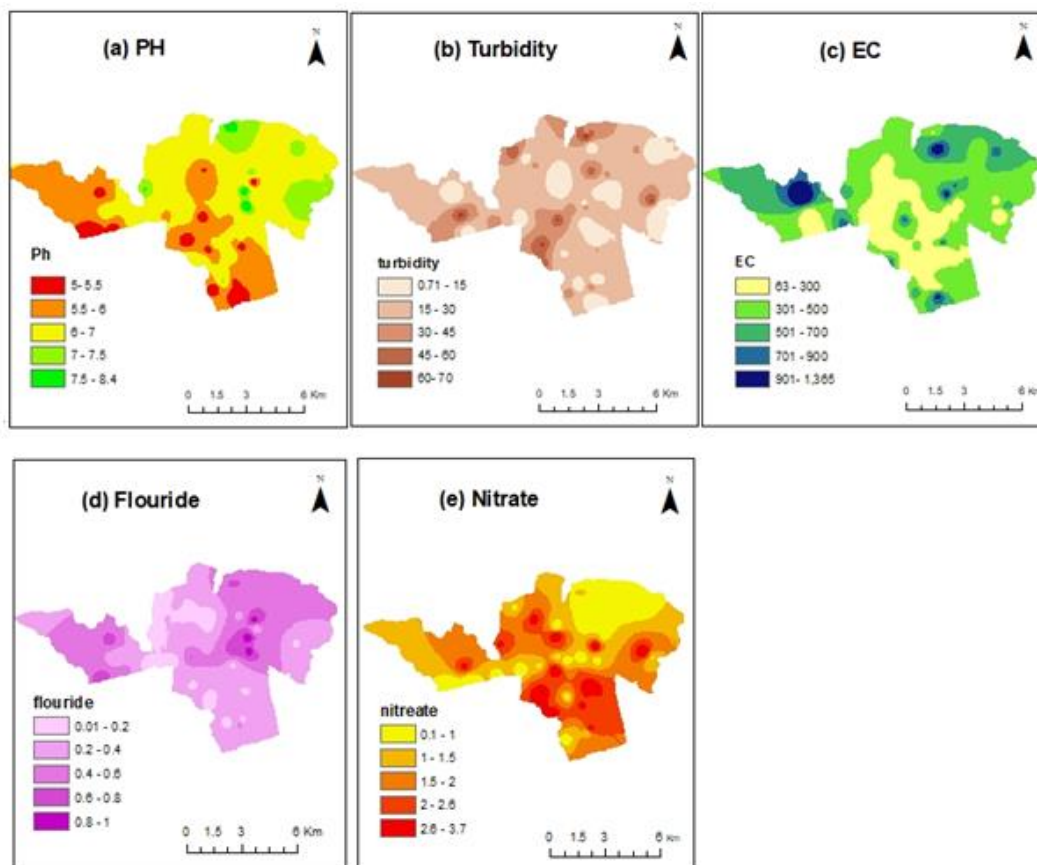 (a) PH
N
Ph
5- 5.5
5.5 - 6
6 - 7
7 - 7.5
7.5 - 8.4
0 1.5 3 6 Km
(b) Turbidity
N
turbidity
0.71 - 15
15 - 30
30 - 45
45 - 60
60- 70
0 1.5 3 6 Km
(c) EC
N
EC
63 - 300
301 - 500
501 - 700
701 - 900
901- 1,365
0 1.5 3 6 Km
(d) Flouride
N
flouride
0.01 - 0.2
0.2 - 0.4
0.4 - 0.6
0.6 - 0.8
0.8 - 1
0 1.5 3 6 Km
(e) Nitrate
N
nitreate
0.1 - 1
1 - 1.5
1.5 - 2
2 - 2.6
2.6 - 3.7
0 1.5 3 6 Km